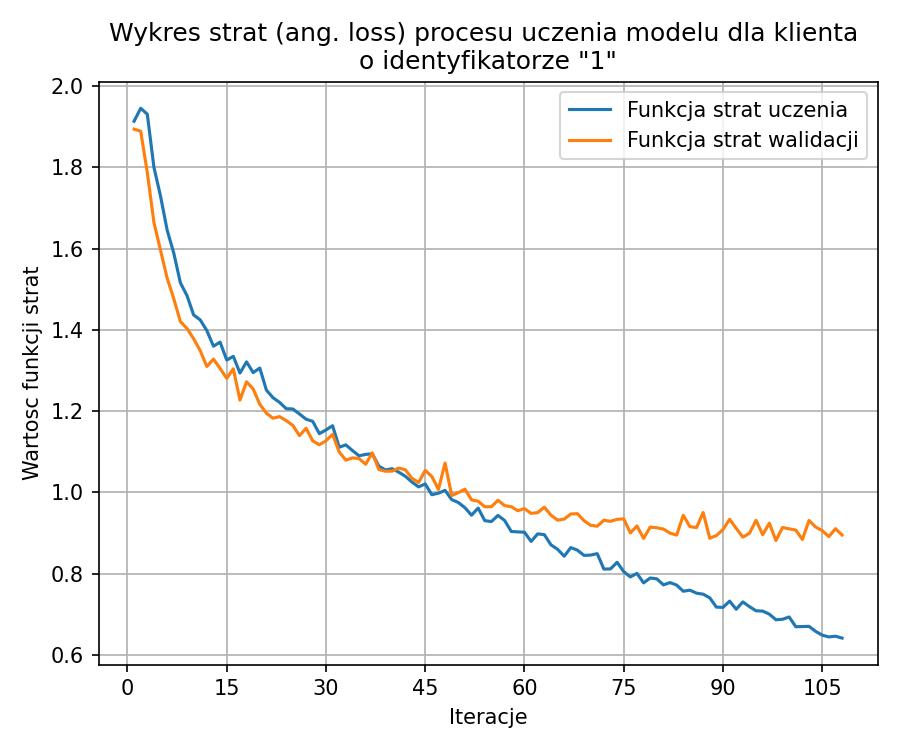 Wykres strat (ang. loss) procesu uczenia modelu dla klienta
o identyfikatorze "1"
Funkcja strat uczenia
Funkcja strat walidacji
Wartosc funkcji strat
2.0
1.8
1.6
1.4
1.2
1.0
0.8
0.6
0 15 30 45 60 75 90 105
Iteracje